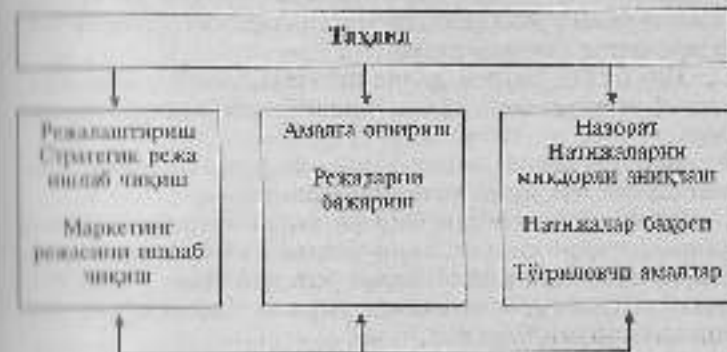 Таҳлил
Режалаштириш
Стратегик режа
ишлаб чиқиш
Маркетинг
режасини ишлаб
чиқиш
Амалга ошириш
Режаларни
бажариш
Назорат
Натижаларни
миқдорли аниқлаш
Натижалар баҳоси
Тўғриловчи амаллар